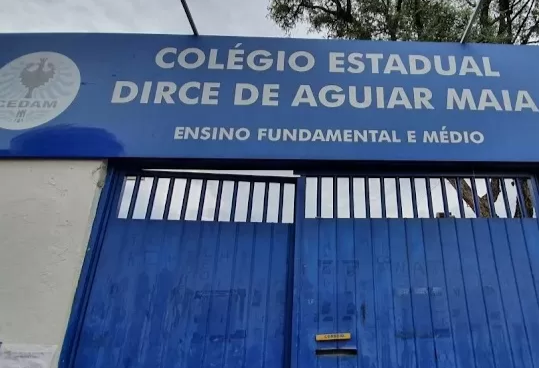 COLÉGIO ESTADUAL
DIRCE DE AGUIAR MAIA
ENSINO FUNDAMENTAL E MÉDIO
CEDAM